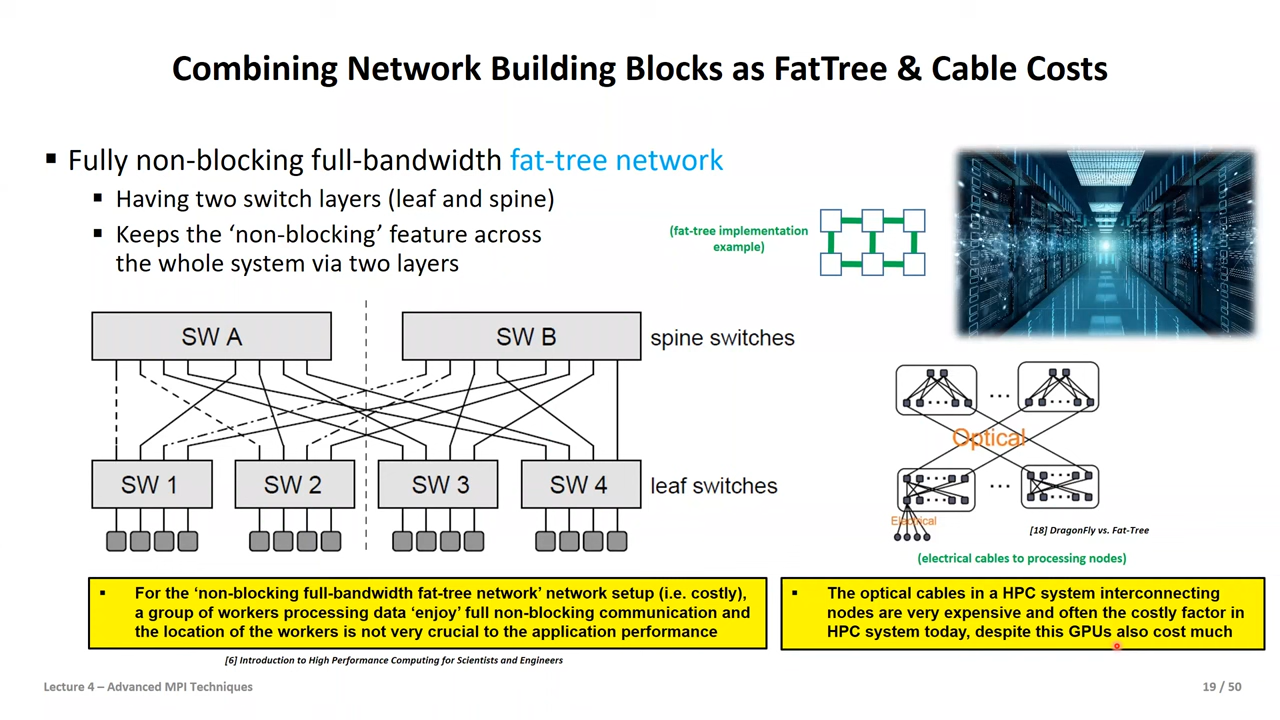 Combining Network Building Blocks as FatTree & Cable Costs
▪ Fully non-blocking full-bandwidth fat-tree network
▪ Having two switch layers (leaf and spine)
▪ Keeps the ‘non-blocking’ feature across
the whole system via two layers
(fat-tree implementation
example)
SW A
SW B
spine switches
SW 1
SW 2
SW 3
SW 4
leaf switches
Optical
Electrical
[18] DragonFly vs. Fat-Tree
(electrical cables to processing nodes)
▪ For the ‘non-blocking full-bandwidth fat-tree network’ network setup (i.e. costly),
a group of workers processing data ‘enjoy’ full non-blocking communication and
the location of the workers is not very crucial to the application performance
▪ The optical cables in a HPC system interconnecting
nodes are very expensive and often the costly factor in
HPC system today, despite this GPUs also cost much
[6] Introduction to High Performance Computing for Scientists and Engineers
Lecture 4 – Advanced MPI Techniques
19 / 50